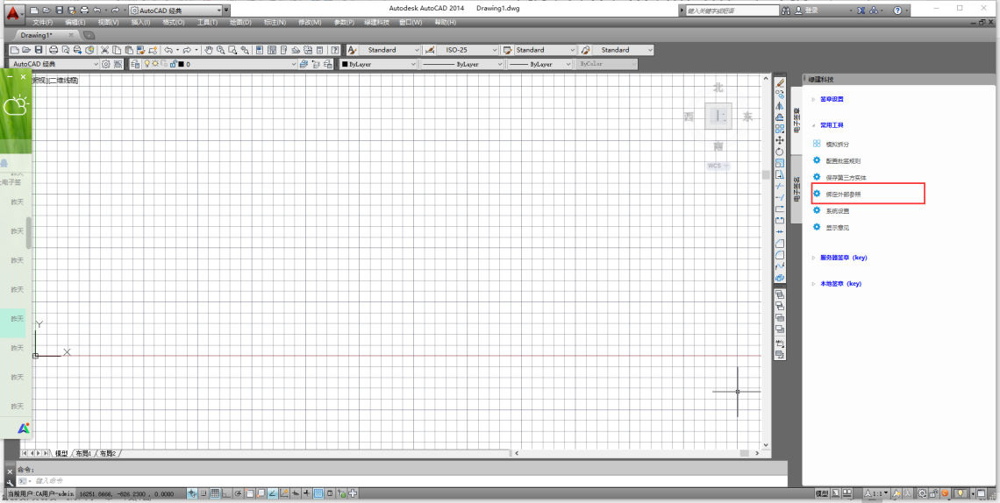 AutoCAD 经典
Autodesk AutoCAD 2014 Drawing1.dwg
键入关键字或短语
登录
文件(F) 编辑(E) 视图(V) 插入(I) 格式(O) 工具(T) 绘图(D) 标注(N) 修改(M) 参数(P) 绿建科技 窗口(W) 帮助(H)
Drawing1*
Standard ISO-25 Standard Standard
AutoCAD 经典 0 ByLayer ByLayer ByLayer ByColor
俯视][二维线框]
北
西 上 东
南
WCS
昨天
电子签
昨天
昨天
昨天
昨天
昨天
昨天
昨天
昨天
Y
X
电子签章
电子签名
绿建科技
签章设置
常用工具
模拟拆分
配置批签规则
保存第三方实体
绑定外部参照
系统设置
显示意见
服务器签章 (key)
本地签章 (key)
模型 布局1 布局2
命令:
键入命令
当前用户:CA用户-admin 16251.8666, -826.2300 , 0.0000
模型 1:1